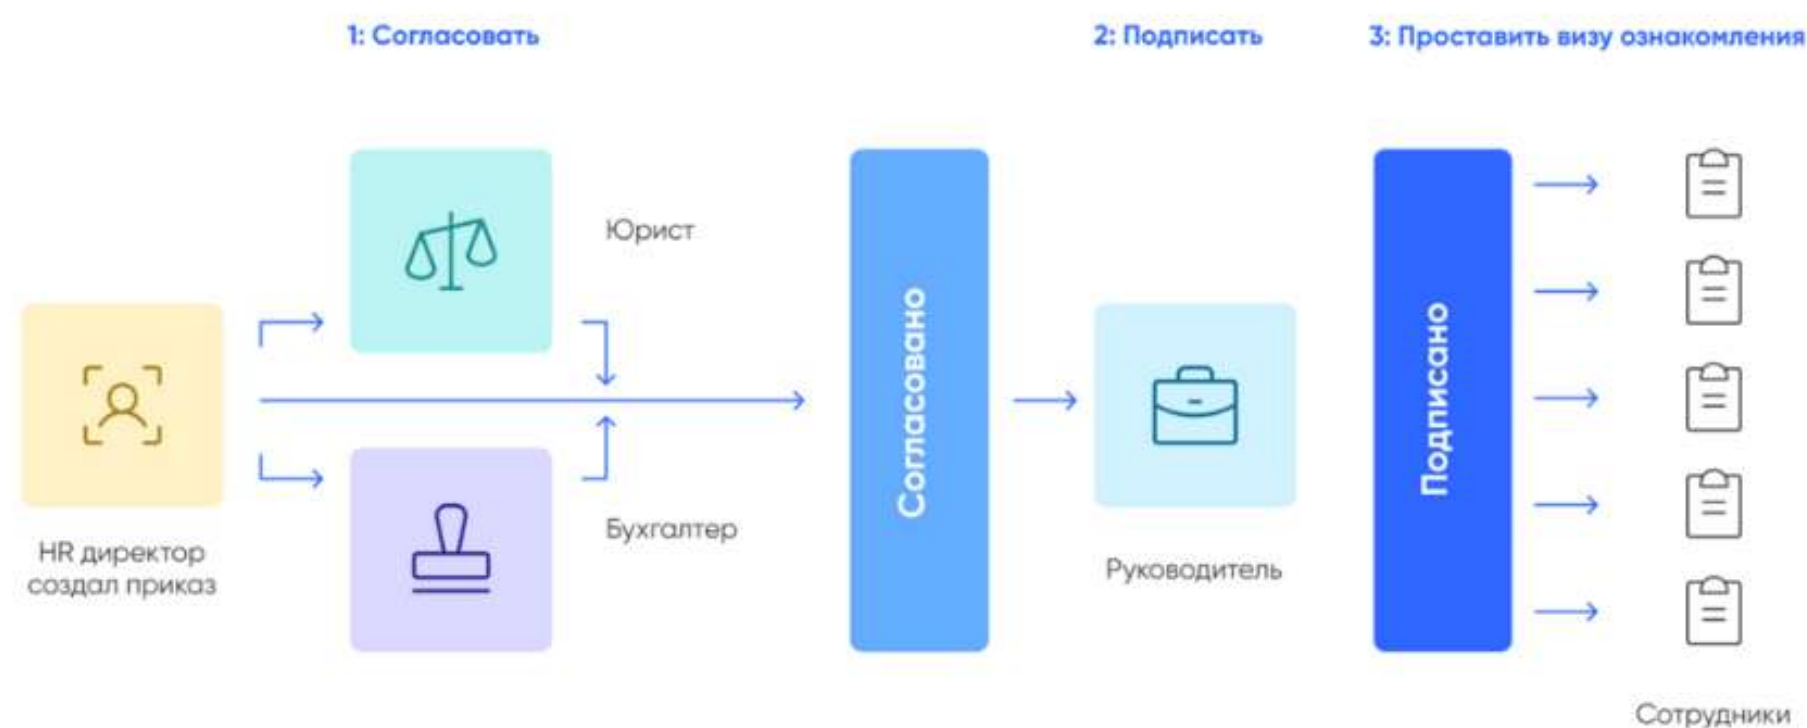 1: Согласовать
2: Подписать
3: Проставить визу ознакомления
Юрист
HR директор
создал приказ
Бухгалтер
Согласовано
Руководитель
Подписано
Сотрудники